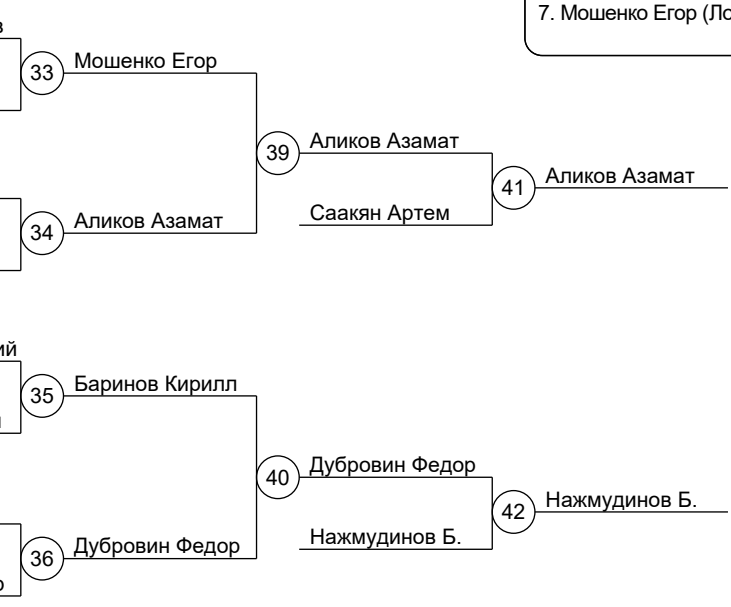 7. Мошенко Егор
33 Мошенко Егор
39 Аликов Азамат
41 Аликов Азамат
Саакян Артем
34 Аликов Азамат
35 Баринов Кирилл
40 Дубровин Федор
42 Нажмудинов Б.
Нажмудинов Б.
36 Дубровин Федор